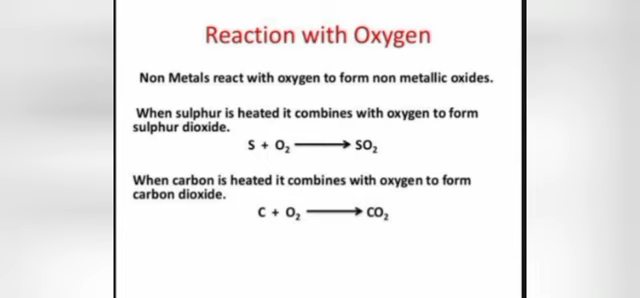 Reaction with Oxygen
Non Metals react with oxygen to form non metallic oxides.
When sulphur is heated it combines with oxygen to form
sulphur dioxide.
S + O₂ ⟶ SO₂
When carbon is heated it combines with oxygen to form
carbon dioxide.
C + O₂ ⟶ CO₂